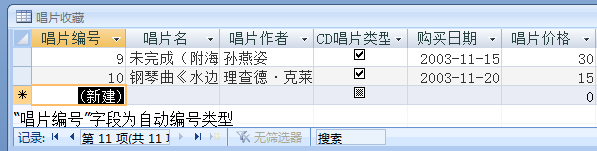 唱片收藏
唱片编号 唱片名 唱片作者 CD唱片类型 购买日期 唱片价格
9 未完成（附海 孙燕姿 2003-11-15 30
10 钢琴曲《水边 理查德·克莱 2003-11-20 15
* (新建) 0
“唱片编号”字段为自动编号类型
记录: 第 11 项(共 11 项 无筛选器 搜索